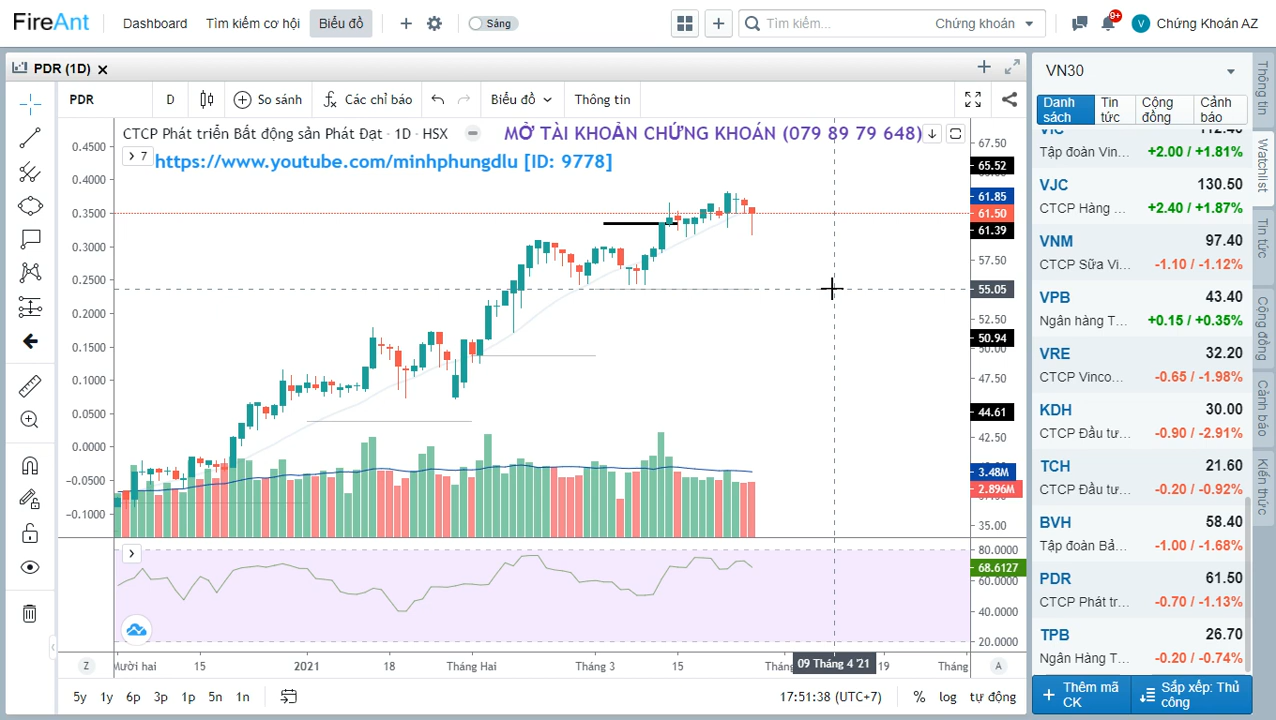 FireAnt
Dashboard
Tìm kiếm cơ hội
Biểu đồ
Sáng
Tìm kiếm...
Chứng khoán
9+
V
Chứng Khoán AZ
PDR (1D)
PDR
D
So sánh
Các chỉ báo
Biểu đồ
Thông tin
CTCP Phát triển Bất động sản Phát Đạt · 1D · HSX
MỞ TÀI KHOẢN CHỨNG KHOÁN (079 89 79 648)
7
https://www.youtube.com/minhphungdlu [ID: 9778]
0.4500
0.4000
0.3500
0.3000
0.2500
0.2000
0.1500
0.1000
0.0500
0.0000
−0.0500
−0.1000
67.50
65.52
61.85
61.50
61.39
57.50
55.05
52.50
50.94
50.00
47.50
44.61
42.50
3.48M
2.896M
35.00
80.0000
68.6127
60.0000
40.0000
20.0000
Z
Mười hai
15
2021
18
Tháng Hai
Tháng 3
15
09 Tháng 4 '21
19
Tháng
A
5y
1y
6p
3p
1p
5n
1n
17:51:38 (UTC+7)
%
log
tự động
VN30
Danh sách
Tin tức
Cộng đồng
Cảnh báo
VIC
112.40
Tập đoàn Vin...
+2.00 / +1.81%
VJC
130.50
CTCP Hàng ...
+2.40 / +1.87%
VNM
97.40
CTCP Sữa Vi...
-1.10 / -1.12%
VPB
43.40
Ngân hàng T...
+0.15 / +0.35%
VRE
32.20
CTCP Vinco...
-0.65 / -1.98%
KDH
30.00
CTCP Đầu tư...
-0.90 / -2.91%
TCH
21.60
CTCP Đầu tư...
-0.20 / -0.92%
BVH
58.40
Tập đoàn Bả...
-1.00 / -1.68%
PDR
61.50
CTCP Phát tr...
-0.70 / -1.13%
TPB
26.70
Ngân Hàng T...
-0.20 / -0.74%
Thêm mã CK
Sắp xếp: Thủ công
Thông tin
Watchlist
Tin tức
Cộng đồng
Cảnh báo
Kiến thức